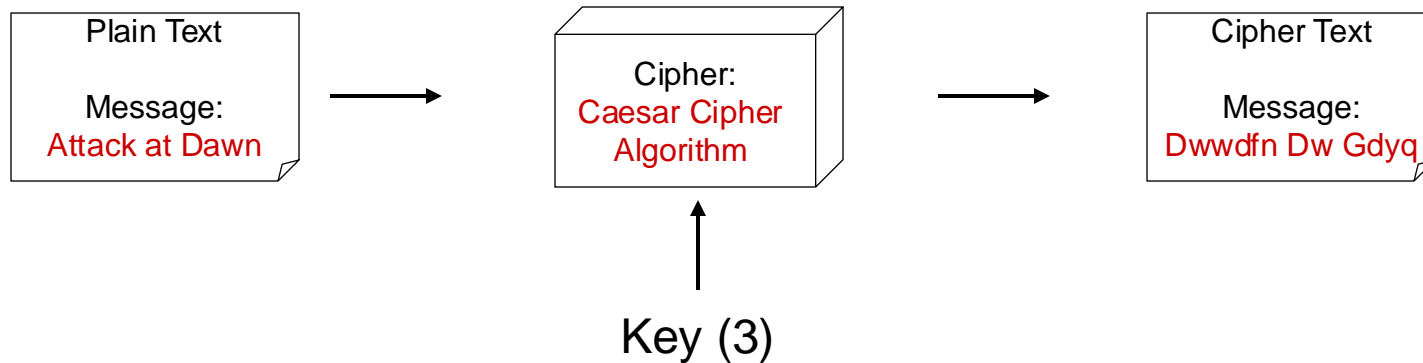 Plain Text
Message:
Attack at Dawn
Cipher:
Caesar Cipher
Algorithm
Cipher Text
Message:
Dwwdfn Dw Gdyq
Key (3)